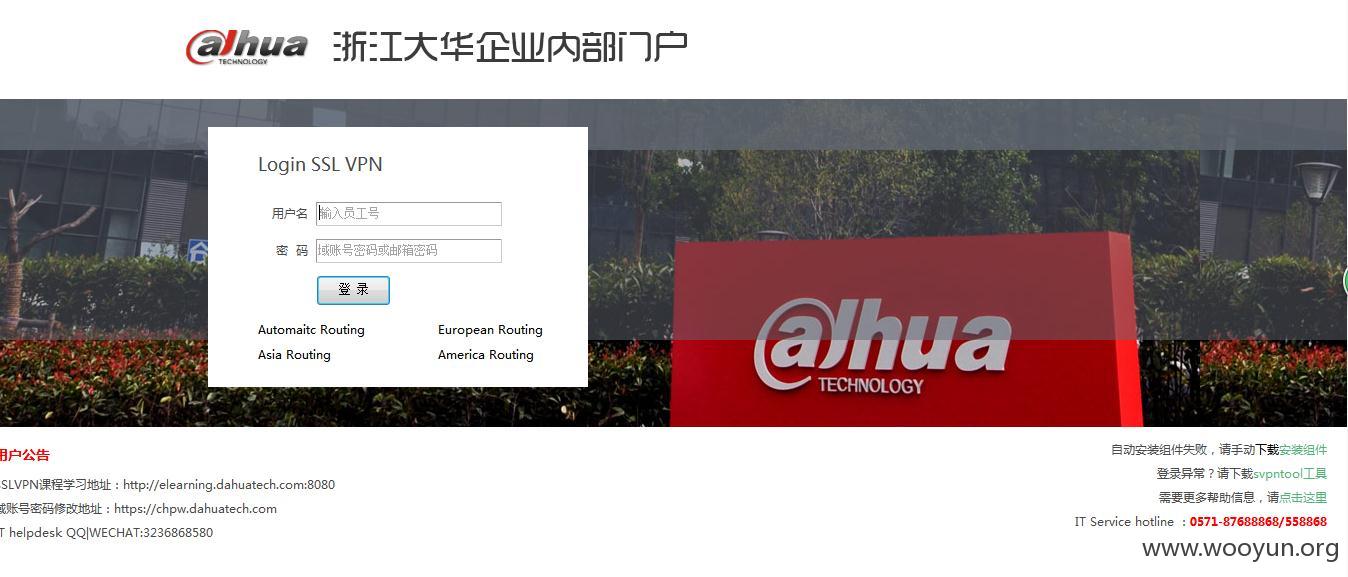 alhua TECHNOLOGY 浙江大华企业内部门户
Login SSL VPN
用户名 输入员工号
密 码 域账号密码或邮箱密码
登 录
Automaitc Routing European Routing
Asia Routing America Routing
alhua
TECHNOLOGY
用户公告
SSLVPN课程学习地址：http://elearning.dahuatech.com:8080
域账号密码修改地址：https://chpw.dahuatech.com
IT helpdesk QQ|WECHAT:3236868580
自动安装组件失败，请手动下载安装组件
登录异常？请下载svpntool工具
需要更多帮助信息，请点击这里
IT Service hotline ：0571-87688868/558868
www.wooyun.org